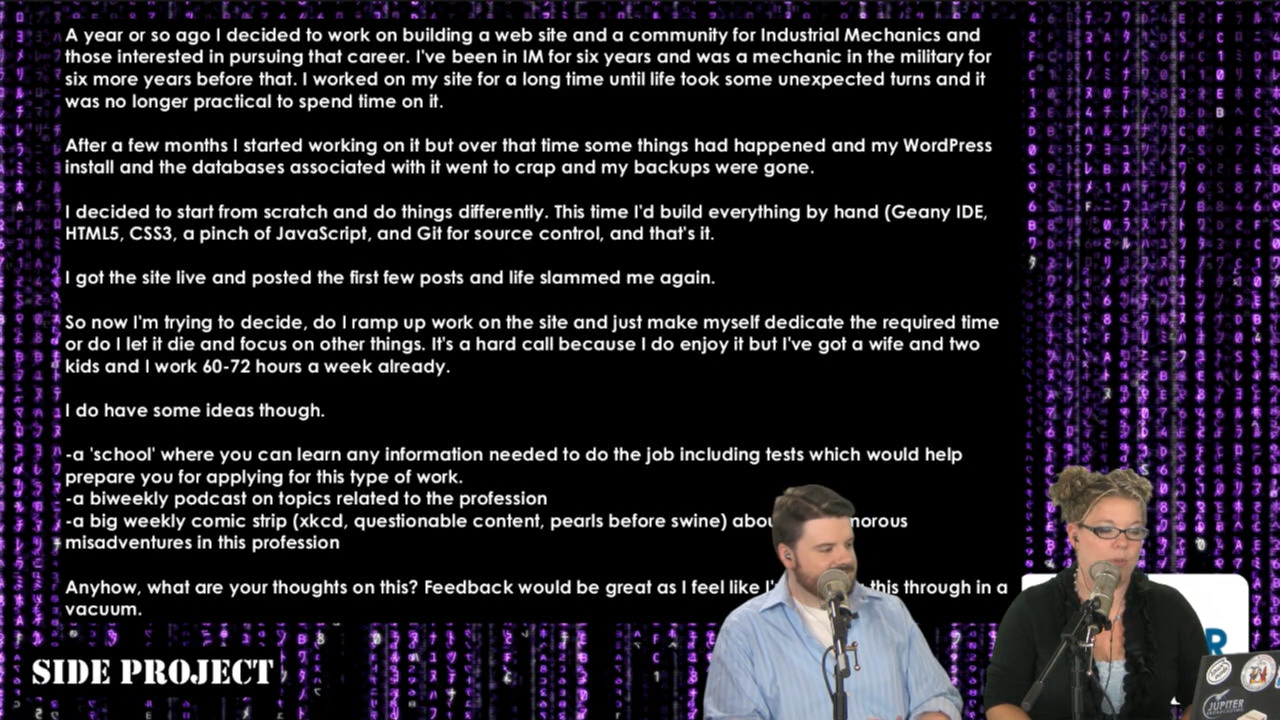 A year or so ago I decided to work on building a web site and a community for Industrial Mechanics and
those interested in pursuing that career. I've been in IM for six years and was a mechanic in the military for
six more years before that. I worked on my site for a long time until life took some unexpected turns and it
was no longer practical to spend time on it.
After a few months I started working on it but over that time some things had happened and my WordPress
install and the databases associated with it went to crap and my backups were gone.
I decided to start from scratch and do things differently. This time I'd build everything by hand (Geany IDE,
HTML5, CSS3, a pinch of JavaScript, and Git for source control, and that's it.
I got the site live and posted the first few posts and life slammed me again.
So now I'm trying to decide, do I ramp up work on the site and just make myself dedicate the required time
or do I let it die and focus on other things. It's a hard call because I do enjoy it but I've got a wife and two
kids and I work 60-72 hours a week already.
I do have some ideas though.
-a 'school' where you can learn any information needed to do the job including tests which would help
prepare you for applying for this type of work.
-a biweekly podcast on topics related to the profession
-a big weekly comic strip (xkcd, questionable content, pearls before swine)
misadventures in this profession
Anyhow, what are your thoughts on this? Feedback would be great as I feel like this through in a
vacuum.
SIDE PROJECT
JUPITER